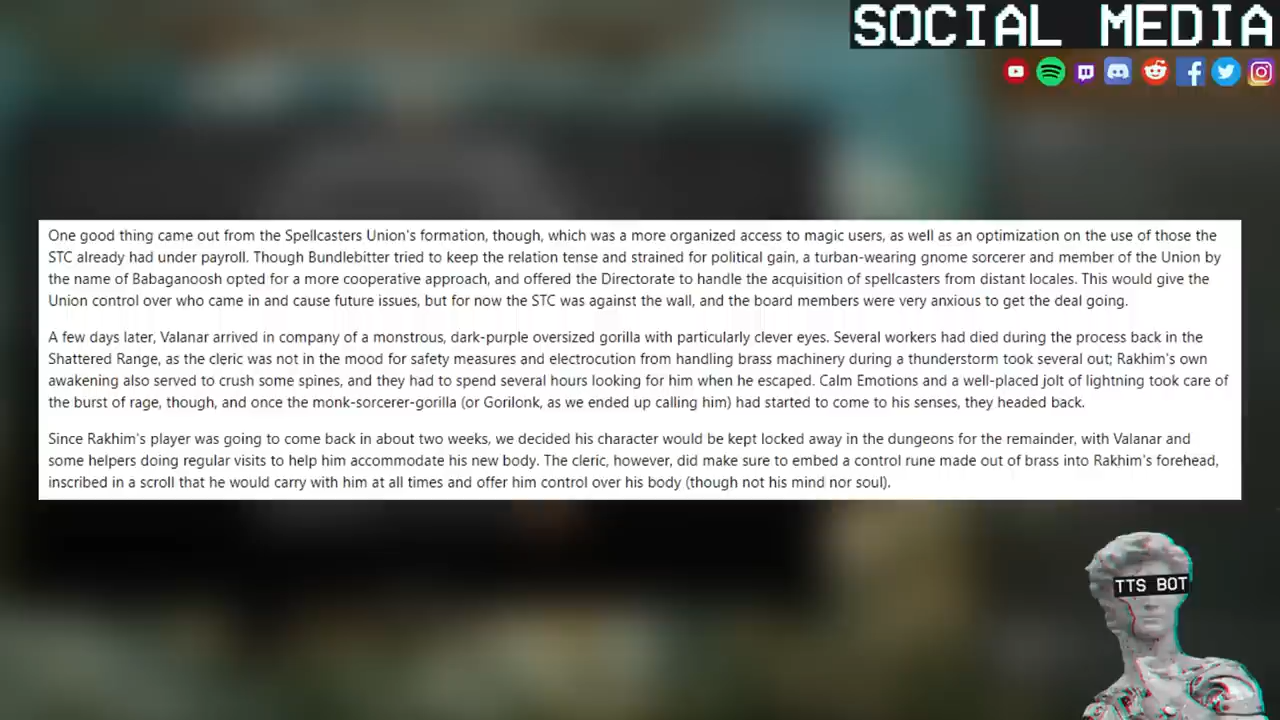 SOCIAL MEDIA
One good thing came out from the Spellcasters Union's formation, though, which was a more organized access to magic users, as well as an optimization on the use of those the
STC already had under payroll. Though Bundlebitter tried to keep the relation tense and strained for political gain, a turban-wearing gnome sorcerer and member of the Union by
the name of Babaganoosh opted for a more cooperative approach, and offered the Directorate to handle the acquisition of spellcasters from distant locales. This would give the
Union control over who came in and cause future issues, but for now the STC was against the wall, and the board members were very anxious to get the deal going.
A few days later, Valanar arrived in company of a monstrous, dark-purple oversized gorilla with particularly clever eyes. Several workers had died during the process back in the
Shattered Range, as the cleric was not in the mood for safety measures and electrocution from handling brass machinery during a thunderstorm took several out; Rakhim's own
awakening also served to crush some spines, and they had to spend several hours looking for him when he escaped. Calm Emotions and a well-placed jolt of lightning took care of
the burst of rage, though, and once the monk-sorcerer-gorilla (or Gorilonk, as we ended up calling him) had started to come to his senses, they headed back.
Since Rakhim's player was going to come back in about two weeks, we decided his character would be kept locked away in the dungeons for the remainder, with Valanar and
some helpers doing regular visits to help him accommodate his new body. The cleric, however, did make sure to embed a control rune made out of brass into Rakhim's forehead,
inscribed in a scroll that he would carry with him at all times and offer him control over his body (though not his mind nor soul).
TTS BOT